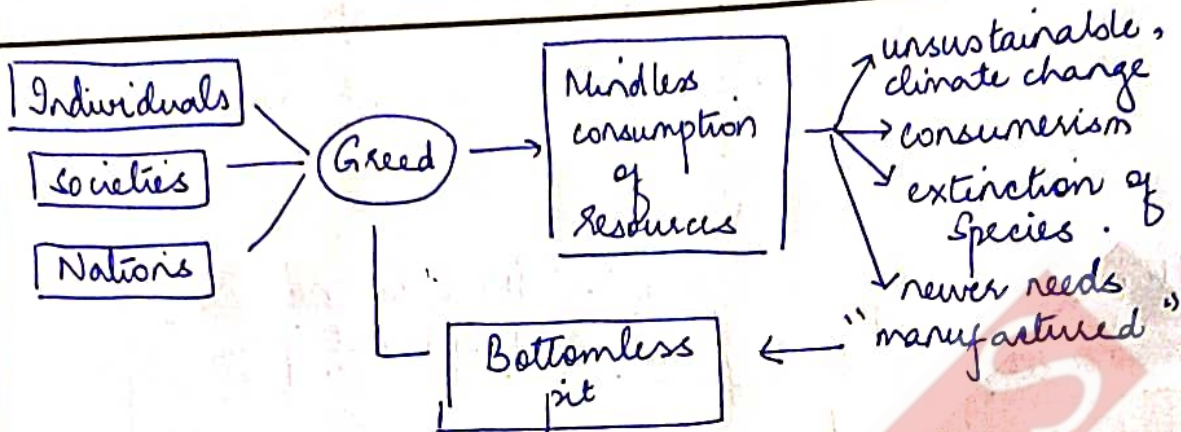 Individuals
Societies
Nations
Greed
Mindless
consumption
of
resources
unsustainable,
climate change
consumerism
extinction of
species.
newer needs
"manufactured"
Bottomless
pit